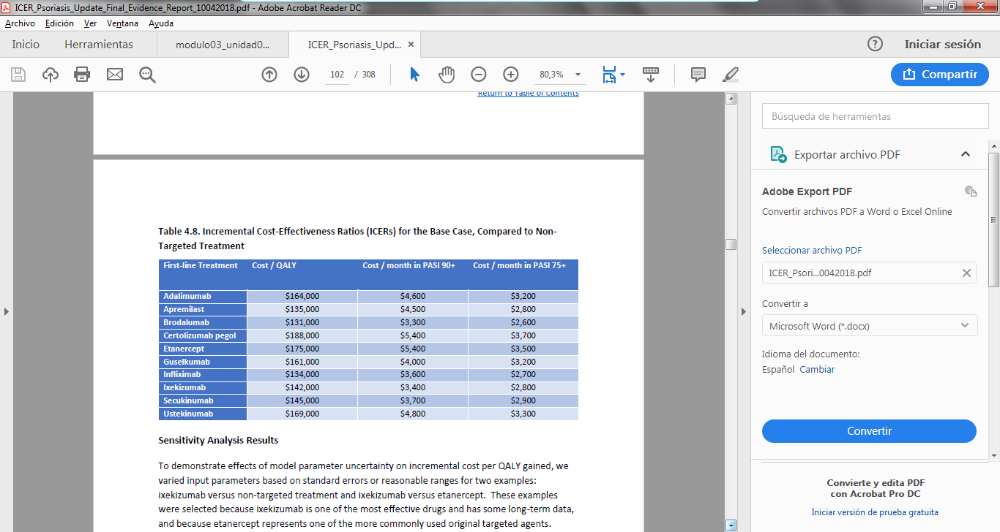 ICER_Psoriasis_Update_Final_Evidence_Report_10042018.pdf - Adobe Acrobat Reader DC
Archivo Edición Ver Ventana Ayuda
Inicio Herramientas modulo03_unidad0... ICER_Psoriasis_Upd... × ? Iniciar sesión
102 / 308 80,3% Compartir
Return to Table of Contents
Table 4.8. Incremental Cost-Effectiveness Ratios (ICERs) for the Base Case, Compared to Non-
Targeted Treatment
First-line Treatment Cost / QALY Cost / month in PASI 90+ Cost / month in PASI 75+
Adalimumab $164,000 $4,600 $3,200
Apremilast $135,000 $4,500 $2,800
Brodalumab $131,000 $3,300 $2,600
Certolizumab pegol $188,000 $5,400 $3,700
Etanercept $175,000 $5,400 $3,500
Guselkumab $161,000 $4,000 $3,200
Infliximab $134,000 $3,600 $2,700
Ixekizumab $142,000 $3,400 $2,800
Secukinumab $145,000 $3,700 $2,900
Ustekinumab $169,000 $4,800 $3,300
Sensitivity Analysis Results
To demonstrate effects of model parameter uncertainty on incremental cost per QALY gained, we
varied input parameters based on standard errors or reasonable ranges for two examples:
ixekizumab versus non-targeted treatment and ixekizumab versus etanercept. These examples
were selected because ixekizumab is one of the most effective drugs and has some long-term data,
and because etanercept represents one of the more commonly used original targeted agents.
Búsqueda de herramientas
Exportar archivo PDF
Adobe Export PDF
Convertir archivos PDF a Word o Excel Online
Seleccionar archivo PDF
ICER_Psori...0042018.pdf
Convertir a
Microsoft Word (*.docx)
Idioma del documento:
Español Cambiar
Convertir
Convierte y edita PDF
con Acrobat Pro DC
Iniciar versión de prueba gratuita